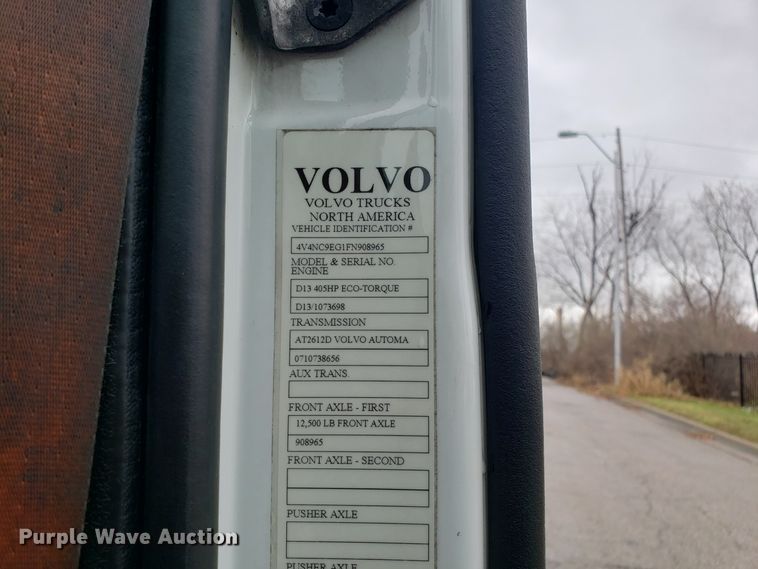 VOLVO
VOLVO TRUCKS
NORTH AMERICA
VEHICLE IDENTIFICATION #
4V4NC9EG1FN908965
MODEL & SERIAL NO.
ENGINE
D13 405HP ECO-TORQUE
D13/1073698
TRANSMISSION
AT2612D VOLVO AUTOMA
0710738656
AUX TRANS.
FRONT AXLE - FIRST
12,500 LB FRONT AXLE
908965
FRONT AXLE - SECOND
PUSHER AXLE
PUSHER AXLE
Purple Wave Auction